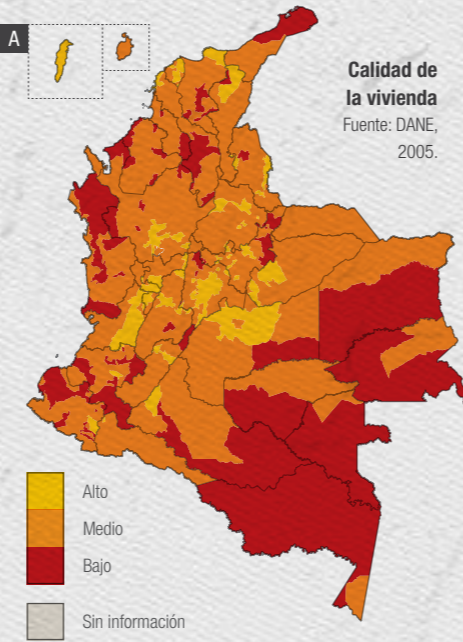 A
Calidad de
la vivienda
Fuente: DANE,
2005.
Alto
Medio
Bajo
Sin información